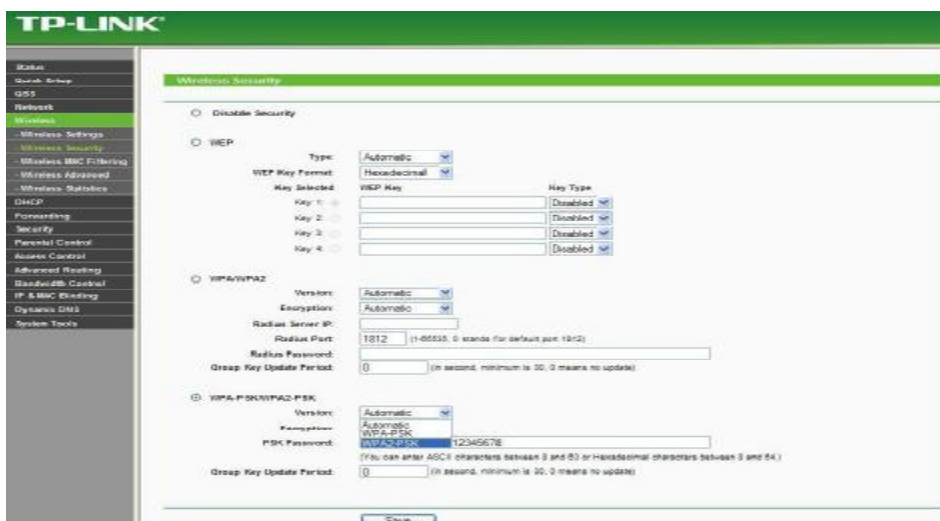 TP-LINK
Status
Quick Setup
QSS
Network
Wireless
- Wireless Settings
- Wireless Security
- Wireless MAC Filtering
- Wireless Advanced
- Wireless Statistics
DHCP
Forwarding
Security
Parental Control
Access Control
Advanced Routing
Bandwidth Control
IP & MAC Binding
Dynamic DNS
System Tools
Wireless Security
Disable Security
WEP
Type: Automatic
WEP Key Format: Hexadecimal
Key Selected WEP Key Key Type
Key 1: Disabled
Key 2: Disabled
Key 3: Disabled
Key 4: Disabled
WPA/WPA2
Version: Automatic
Encryption: Automatic
Radius Server IP:
Radius Port: 1812 (1-65535, 0 stands for default port 1812)
Radius Password:
Group Key Update Period: 0 (in second, minimum is 30, 0 means no update)
WPA-PSK/WPA2-PSK
Version: Automatic
Automatic
Encryption: WPA-PSK
PSK Password: WPA2-PSK 12345678
(You can enter ASCII characters between 8 and 63 or Hexadecimal characters between 8 and 64.)
Group Key Update Period: 0 (in second, minimum is 30, 0 means no update)
Save